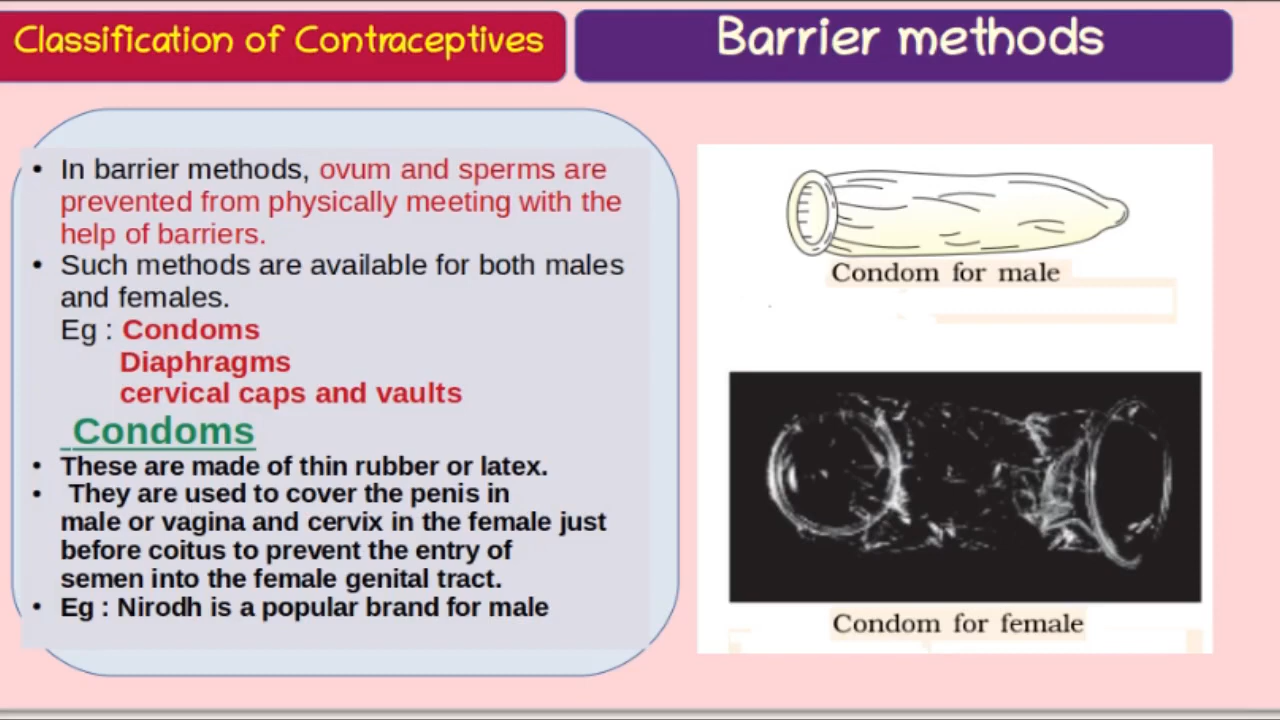 Classification of Contraceptives
Barrier methods
• In barrier methods, ovum and sperms are
prevented from physically meeting with the
help of barriers.
• Such methods are available for both males
and females.
Eg : Condoms
Diaphragms
cervical caps and vaults
Condoms
• These are made of thin rubber or latex.
• They are used to cover the penis in
male or vagina and cervix in the female just
before coitus to prevent the entry of
semen into the female genital tract.
• Eg : Nirodh is a popular brand for male
Condom for male
Condom for female